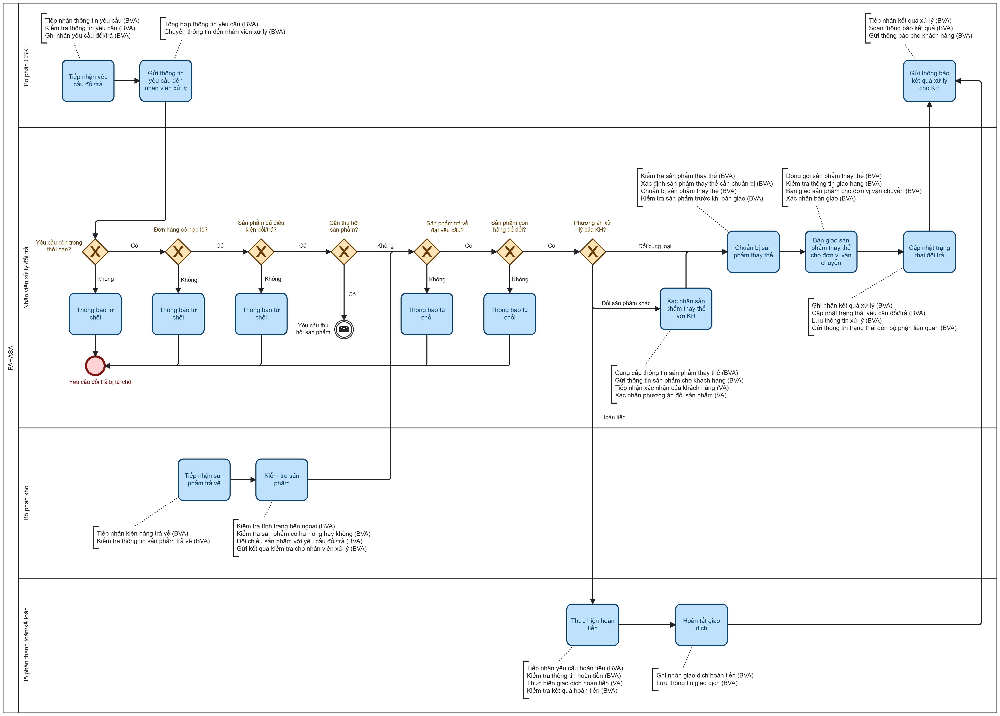 FAHASA
Bộ phận CSKH
Tiếp nhận thông tin yêu cầu (BVA)
Kiểm tra thông tin yêu cầu (BVA)
Ghi nhận yêu cầu đổi/trả (BVA)
Tổng hợp thông tin yêu cầu (BVA)
Chuyển thông tin đến nhân viên xử lý (BVA)
Tiếp nhận kết quả xử lý (BVA)
Soạn thông báo kết quả (BVA)
Gửi thông báo cho khách hàng (BVA)
Tiếp nhận yêu
cầu đổi/trả
Gửi thông tin
yêu cầu đến
nhân viên xử lý
Gửi thông báo
kết quả xử lý
cho KH
Nhân viên xử lý đổi trả
Kiểm tra sản phẩm thay thế (BVA)
Xác định sản phẩm thay thế cần chuẩn bị (BVA)
Chuẩn bị sản phẩm thay thế (BVA)
Kiểm tra sản phẩm trước khi bàn giao (BVA)
Đóng gói sản phẩm thay thế (BVA)
Kiểm tra thông tin giao hàng (BVA)
Bàn giao sản phẩm cho đơn vị vận chuyển (BVA)
Xác nhận bàn giao (BVA)
Yêu cầu còn trong
thời hạn?
Đơn hàng có hợp lệ?
Sản phẩm đủ điều
kiện đổi/trả?
Cần thu hồi
sản phẩm?
Sản phẩm trả về
đạt yêu cầu?
Sản phẩm còn
hàng để đổi?
Phương án xử
lý của KH?
Có
Có
Có
Không
Có
Có
Đổi cùng loại
Chuẩn bị sản
phẩm thay thế
Bàn giao sản
phẩm thay thế
cho đơn vị vận
chuyển
Cập nhật trạng
thái đổi trả
Không
Không
Không
Có
Không
Không
Đổi sản phẩm khác
Thông báo từ
chối
Thông báo từ
chối
Thông báo từ
chối
Yêu cầu thu
hồi sản phẩm
Thông báo từ
chối
Thông báo từ
chối
Xác nhận sản
phẩm thay thế
với KH
Ghi nhận kết quả xử lý (BVA)
Cập nhật trạng thái yêu cầu đổi/trả (BVA)
Lưu thông tin xử lý (BVA)
Gửi thông tin trạng thái đến bộ phận liên quan (BVA)
Yêu cầu đổi trả bị từ chỗi
Cung cấp thông tin sản phẩm thay thế (BVA)
Gửi thông tin sản phẩm cho khách hàng (BVA)
Tiếp nhận xác nhận của khách hàng (VA)
Xác nhận phương án đổi sản phẩm (VA)
Hoàn tiền
Bộ phận kho
Tiếp nhận sản
phẩm trả về
Kiểm tra sản
phẩm
Tiếp nhận kiện hàng trả về (BVA)
Kiểm tra thông tin sản phẩm trả về (BVA)
Kiểm tra tình trạng bên ngoài (BVA)
Kiểm tra sản phẩm có hư hỏng hay không (BVA)
Đối chiếu sản phẩm với yêu cầu đổi/trả (BVA)
Gửi kết quả kiểm tra cho nhân viên xử lý (BVA)
Bộ phận thanh toán/kế toán
Thực hiện hoàn
tiền
Hoàn tất giao
dịch
Tiếp nhận yêu cầu hoàn tiền (BVA)
Kiểm tra thông tin hoàn tiền (BVA)
Thực hiện giao dịch hoàn tiền (VA)
Kiểm tra kết quả hoàn tiền (BVA)
Ghi nhận giao dịch hoàn tiền (BVA)
Lưu thông tin giao dịch (BVA)